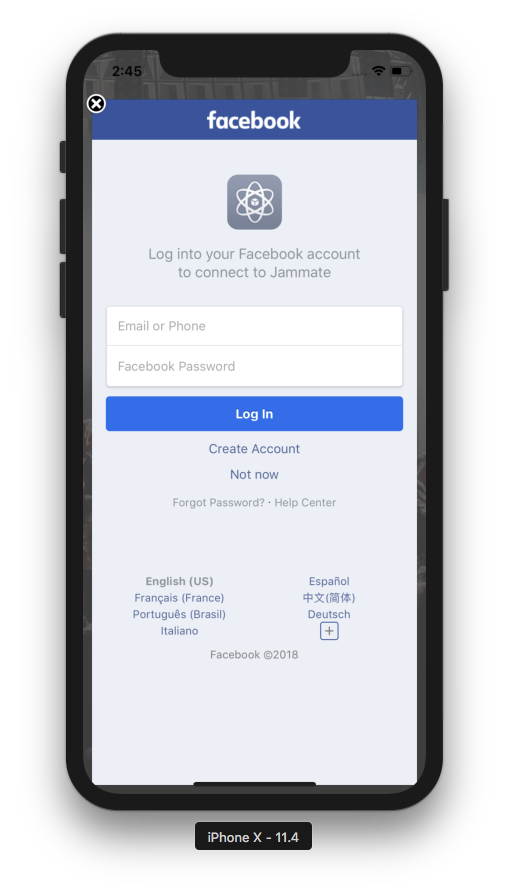 2:45
facebook
Log into your Facebook account
to connect to Jammate
Email or Phone
Facebook Password
Log In
Create Account
Not now
Forgot Password? · Help Center
English (US)
Español
Français (France)
中文(简体)
Português (Brasil)
Deutsch
Italiano
Facebook ©2018
iPhone X - 11.4